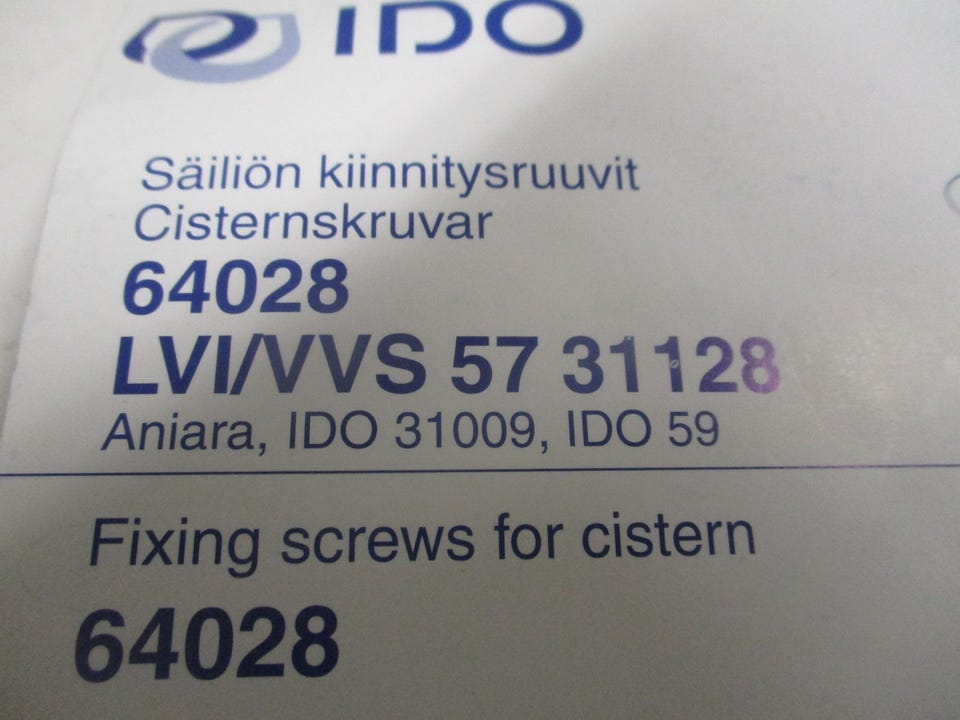 IDO
Säiliön kiinnitysruuvit
Cisternskruvar
64028
LVI/VVS 57 31128
Aniara, IDO 31009, IDO 59
Fixing screws for cistern
64028